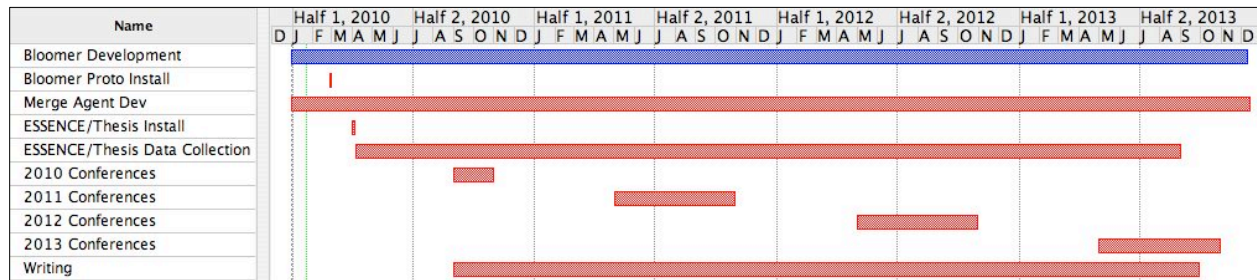 Name
Half 1, 2010 Half 2, 2010 Half 1, 2011 Half 2, 2011 Half 1, 2012 Half 2, 2012 Half 1, 2013 Half 2, 2013
D J F M A M J J A S O N D J F M A M J J A S O N D J F M A M J J A S O N D J F M A M J J A S O N D
Bloomer Development
Bloomer Proto Install
Merge Agent Dev
ESSENCE/Thesis Install
ESSENCE/Thesis Data Collection
2010 Conferences
2011 Conferences
2012 Conferences
2013 Conferences
Writing